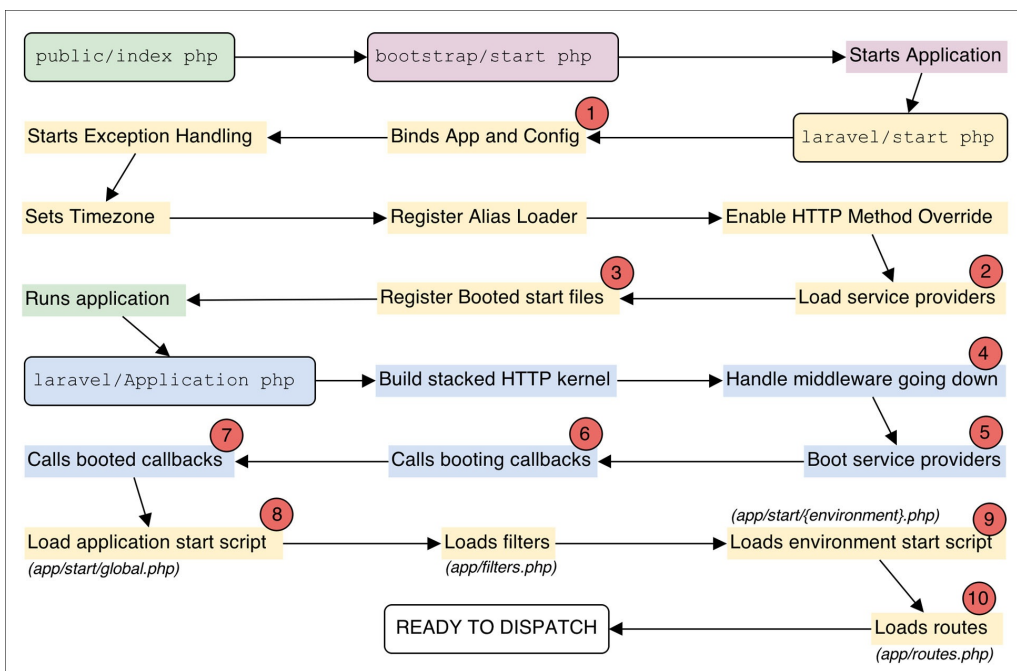 public/index php
bootstrap/start php
Starts Application
1
Starts Exception Handling
Binds App and Config
laravel/start php
Sets Timezone
Register Alias Loader
Enable HTTP Method Override
3
2
Runs application
Register Booted start files
Load service providers
4
laravel/Application php
Build stacked HTTP kernel
Handle middleware going down
7
6
5
Calls booted callbacks
Calls booting callbacks
Boot service providers
8
(app/start/{environment}.php)
9
Load application start script
Loads filters
Loads environment start script
(app/start/global.php)
(app/filters.php)
10
READY TO DISPATCH
Loads routes
(app/routes.php)